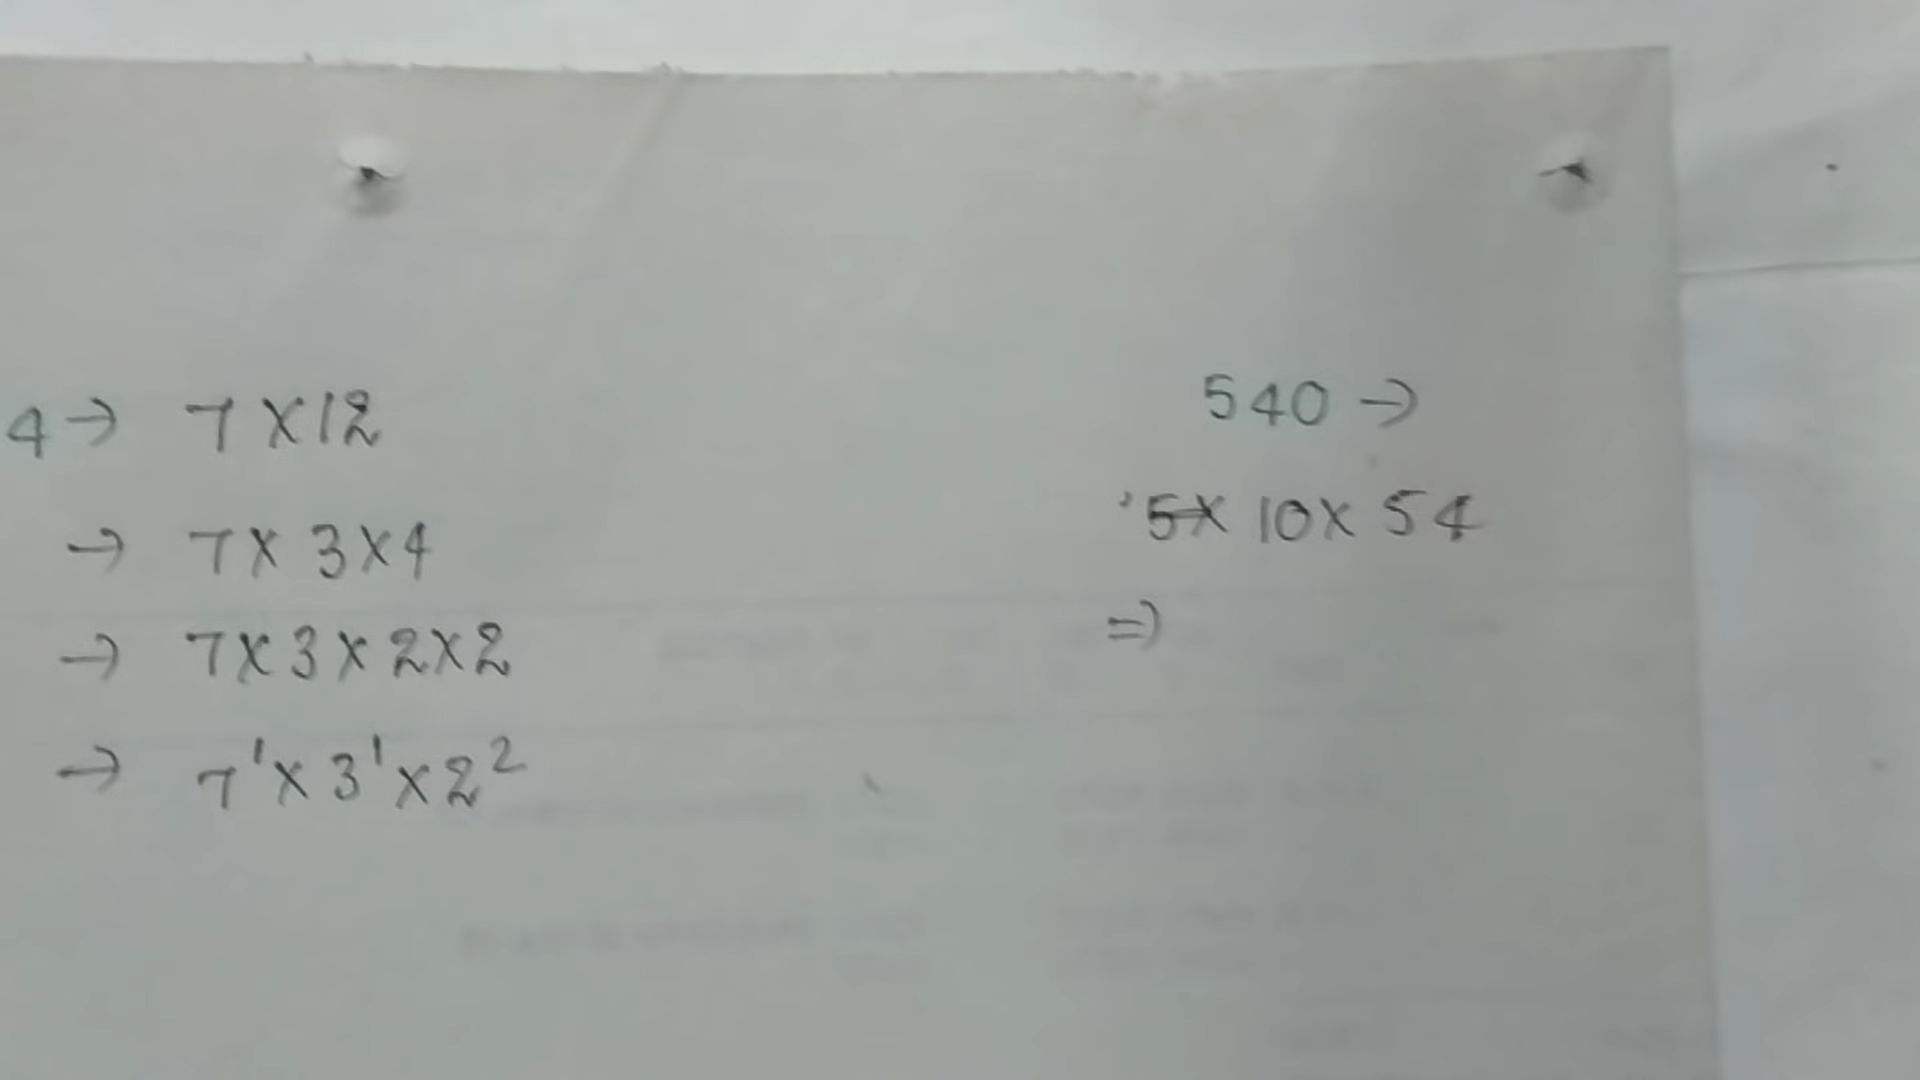 4 → 7 × 12
→ 7 × 3 × 4
→ 7 × 3 × 2 × 2
→ 7¹ × 3¹ × 2²
540 →
5× 10 × 54
⇒